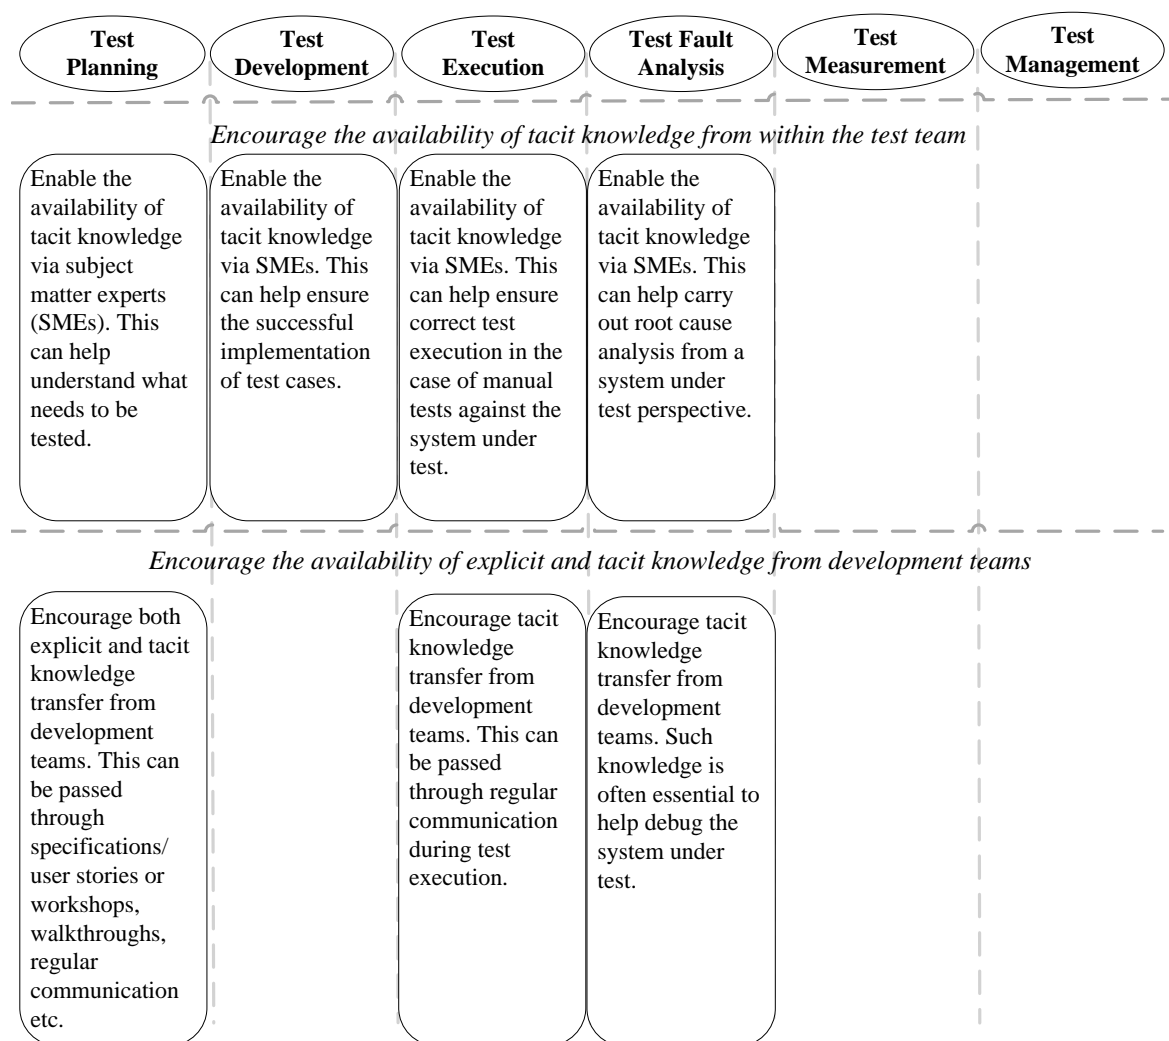 Test
Planning
Test
Development
Test
Execution
Test Fault
Analysis
Test
Measurement
Test
Management
Encourage the availability of tacit knowledge from within the test team
Enable the
availability of
tacit knowledge
via subject
matter experts
(SMEs). This
can help
understand what
needs to be
tested.
Enable the
availability of
tacit knowledge
via SMEs. This
can help ensure
the successful
implementation
of test cases.
Enable the
availability of
tacit knowledge
via SMEs. This
can help ensure
correct test
execution in the
case of manual
tests against the
system under
test.
Enable the
availability of
tacit knowledge
via SMEs. This
can help carry
out root cause
analysis from a
system under
test perspective.
Encourage the availability of explicit and tacit knowledge from development teams
Encourage both
explicit and tacit
knowledge
transfer from
development
teams. This can
be passed
through
specifications/
user stories or
workshops,
walkthroughs,
regular
communication
etc.
Encourage tacit
knowledge
transfer from
development
teams. This can
be passed
through regular
communication
during test
execution.
Encourage tacit
knowledge
transfer from
development
teams. Such
knowledge is
often essential to
help debug the
system under
test.